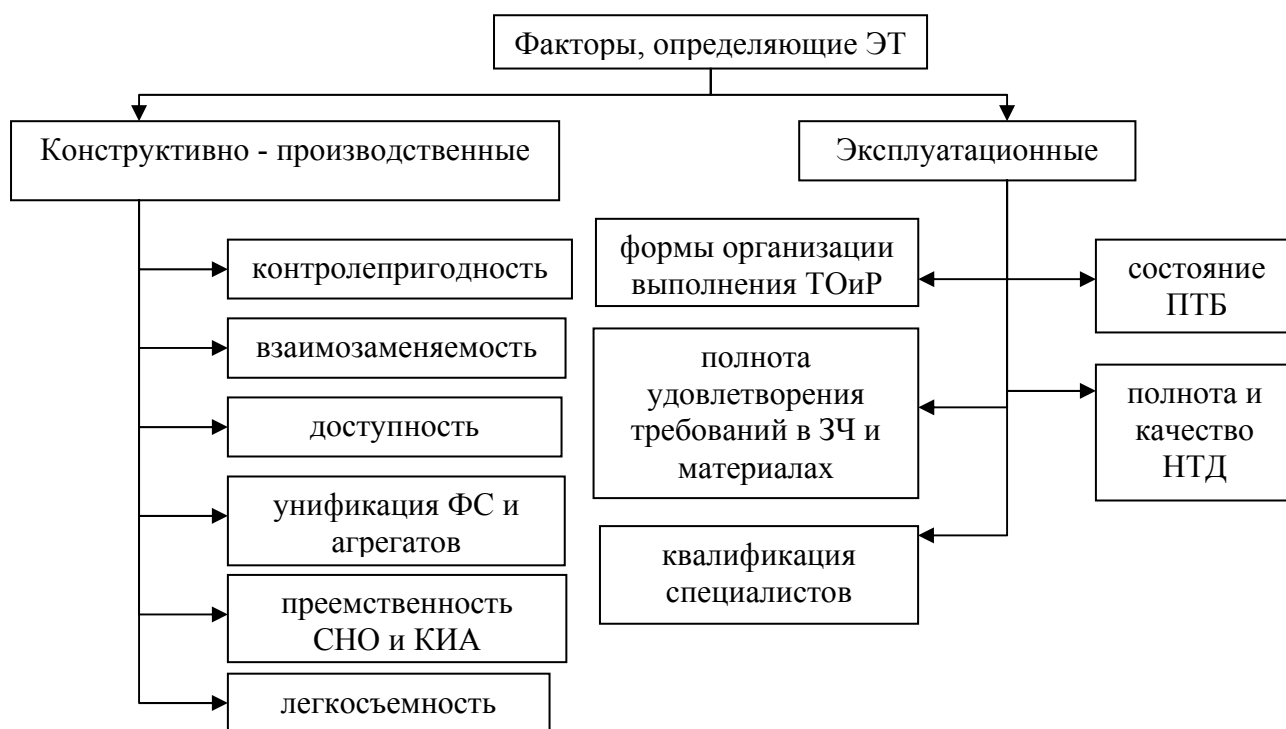 Факторы, определяющие ЭТ
Конструктивно - производственные
контролепригодность
взаимозаменяемость
доступность
унификация ФС и
агрегатов
преемственность
СНО и КИА
легкосъемность
Эксплуатационные
формы организации
выполнения ТОиР
полнота
удовлетворения
требований в ЗЧ и
материалах
квалификация
специалистов
состояние
ПТБ
полнота и
качество
НТД